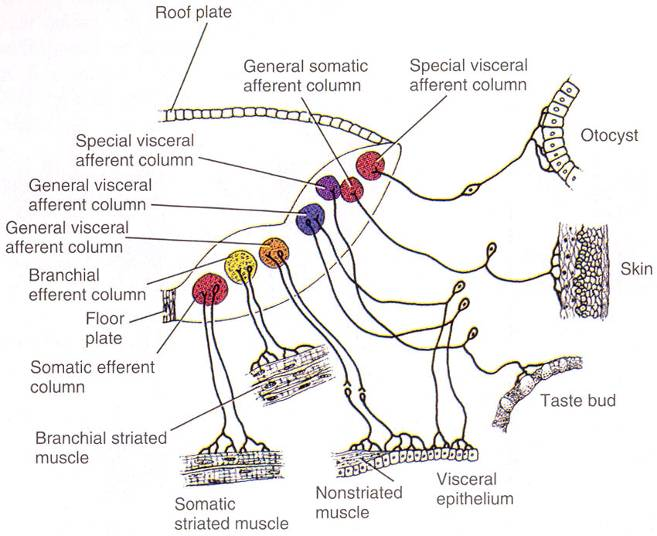 Roof plate
General somatic
afferent column
Special visceral
afferent column
Otocyst
Special visceral
afferent column
General visceral
afferent column
General visceral
afferent column
Branchial
efferent column
Skin
Floor
plate
Somatic efferent
column
Taste bud
Branchial striated
muscle
Somatic
striated muscle
Nonstriated
muscle
Visceral
epithelium